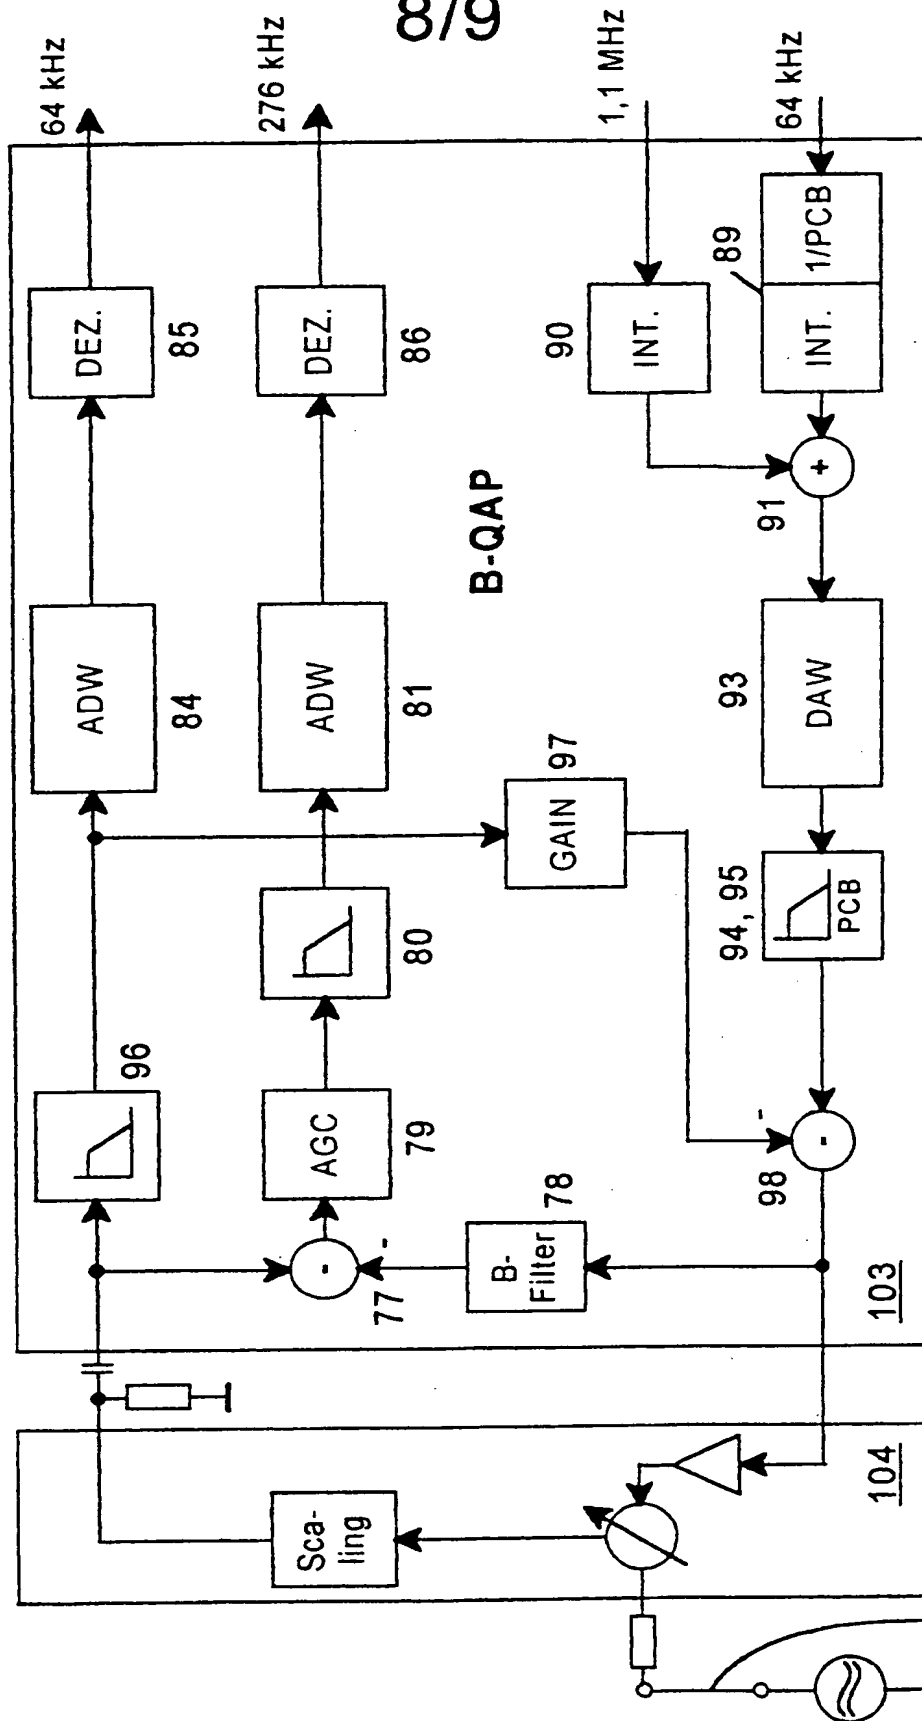 8/9
64 kHz
276 kHz
1,1 MHz
64 kHz
DEZ.
85
DEZ.
86
90
INT.
89
INT.
1/PCB
ADW
84
ADW
81
B-QAP
91
+
93
DAW
GAIN
97
94, 95
PCB
80
96
AGC
79
-
98
-
-
77
-
B-
Filter
78
103
104
Sca-
ling